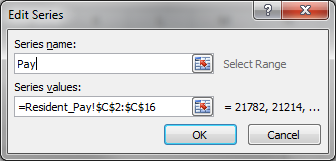 Edit Series
Series name:
Pay
Select Range
Series values:
=Resident_Pay!$C$2:$C$16
= 21782, 21214, ...
OK
Cancel